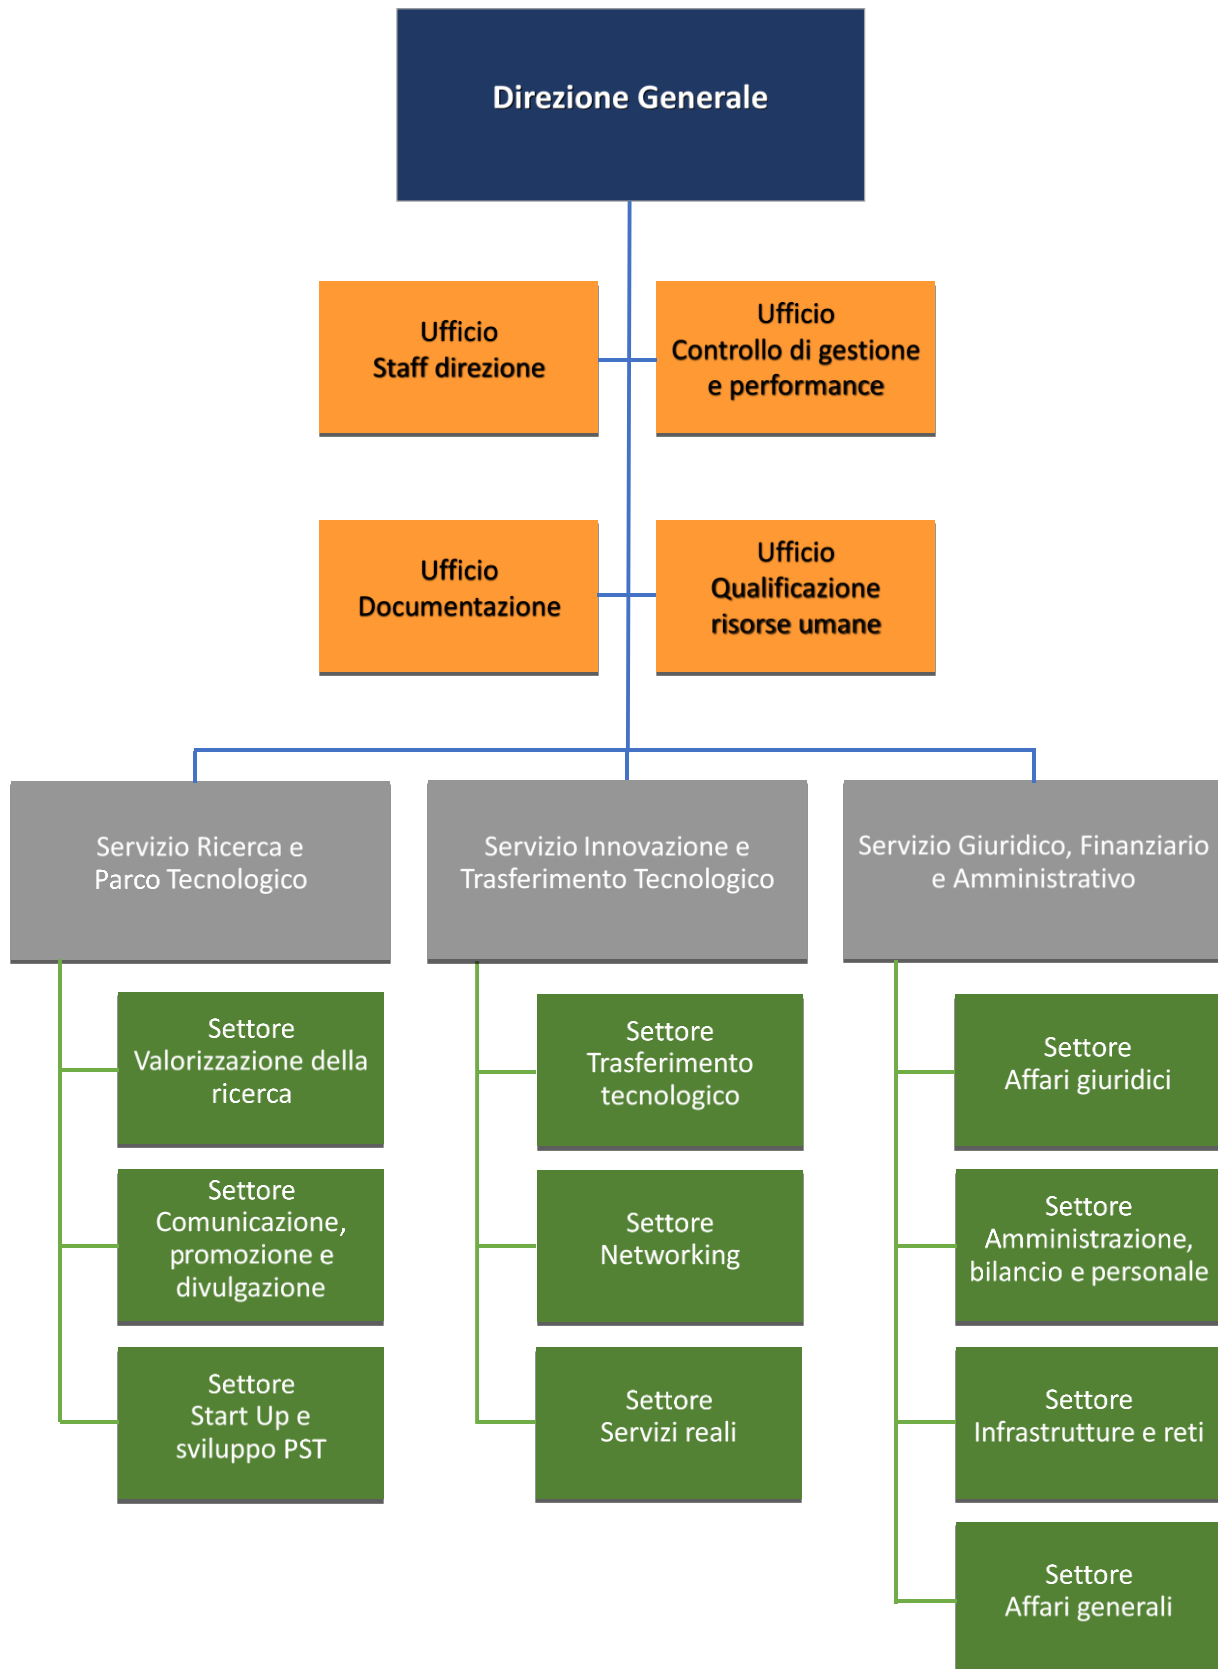 Direzione Generale
Ufficio
Staff direzione
Ufficio
Controllo di gestione
e performance
Ufficio
Documentazione
Ufficio
Qualificazione
risorse umane
Servizio Ricerca e
Parco Tecnologico
Servizio Innovazione e
Trasferimento Tecnologico
Servizio Giuridico, Finanziario
e Amministrativo
Settore
Valorizzazione della
ricerca
Settore
Comunicazione,
promozione e
divulgazione
Settore
Start Up e
sviluppo PST
Settore
Trasferimento
tecnologico
Settore
Networking
Settore
Servizi reali
Settore
Affari giuridici
Settore
Amministrazione,
bilancio e personale
Settore
Infrastrutture e reti
Settore
Affari generali